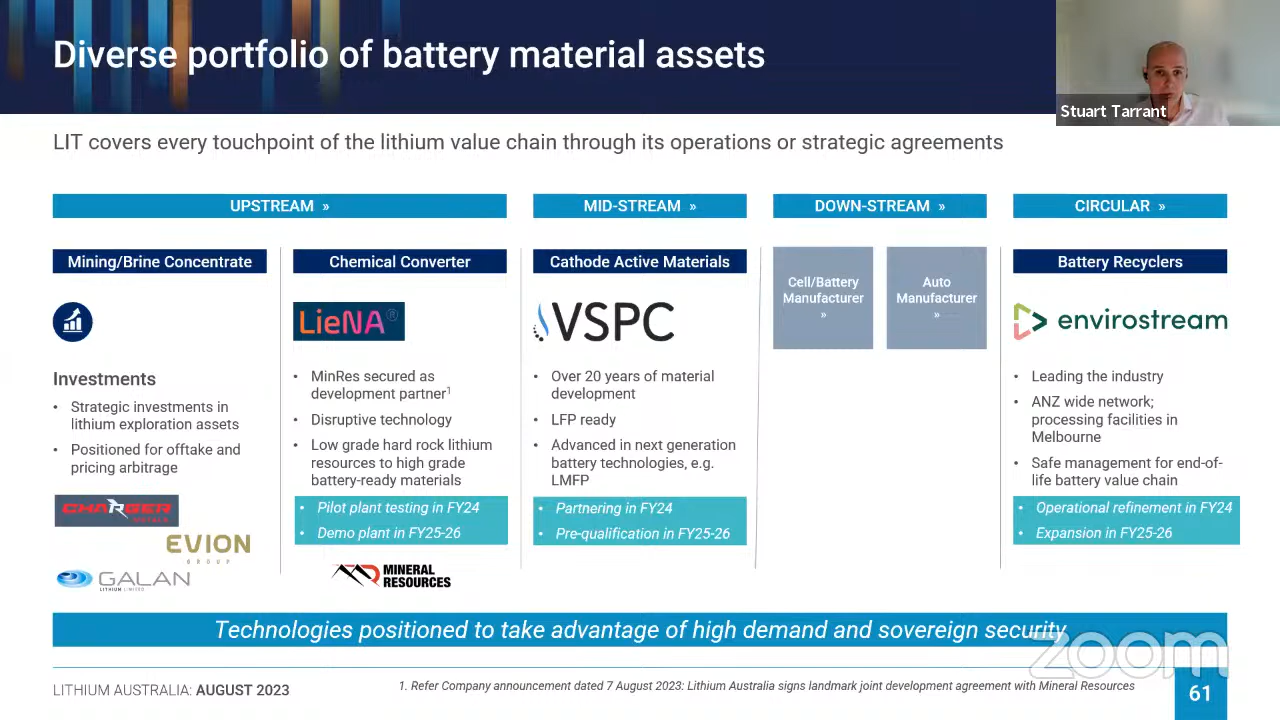 Diverse portfolio of battery material assets
Stuart Tarrant
LIT covers every touchpoint of the lithium value chain through its operations or strategic agreements
UPSTREAM »
MID-STREAM »
DOWN-STREAM »
CIRCULAR »
Mining/Brine Concentrate
Investments
• Strategic investments in
lithium exploration assets
• Positioned for offtake and
pricing arbitrage
CHARGER
METALS
EVION
GROUP
GALAN
LITHIUM LIMITED
Chemical Converter
LieNA®
• MinRes secured as
development partner1
• Disruptive technology
• Low grade hard rock lithium
resources to high grade
battery-ready materials
• Pilot plant testing in FY24
• Demo plant in FY25-26
MINERAL
RESOURCES
Cathode Active Materials
VSPC
• Over 20 years of material
development
• LFP ready
• Advanced in next generation
battery technologies, e.g.
LMFP
• Partnering in FY24
• Pre-qualification in FY25-26
Cell/Battery
Manufacturer
»
Auto
Manufacturer
»
Battery Recyclers
envirostream
• Leading the industry
• ANZ wide network;
processing facilities in
Melbourne
• Safe management for end-of-
life battery value chain
• Operational refinement in FY24
• Expansion in FY25-26
Technologies positioned to take advantage of high demand and sovereign security
zoom
LITHIUM AUSTRALIA: AUGUST 2023
1. Refer Company announcement dated 7 August 2023: Lithium Australia signs landmark joint development agreement with Mineral Resources
61